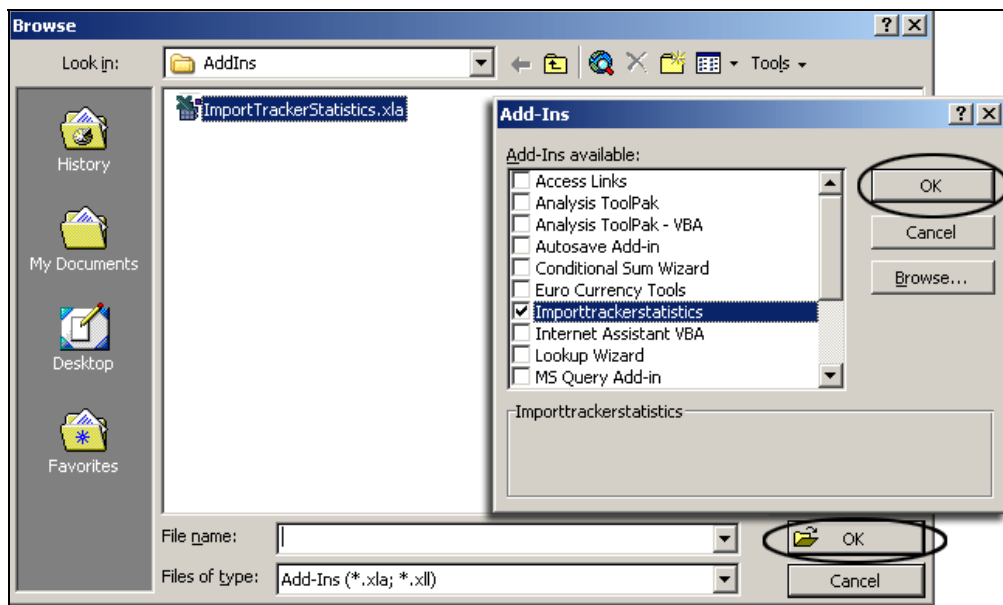 Browse
Look in:
AddIns
Tools
ImportTrackerStatistics.xla
History
My Documents
Desktop
Favorites
File name:
OK
Files of type:
Add-Ins (*.xla; *.xll)
Cancel
Add-Ins
Add-Ins available:
Access Links
Analysis ToolPak
Analysis ToolPak - VBA
Autosave Add-in
Conditional Sum Wizard
Euro Currency Tools
Importtrackerstatistics
Internet Assistant VBA
Lookup Wizard
MS Query Add-in
OK
Cancel
Browse...
Importtrackerstatistics